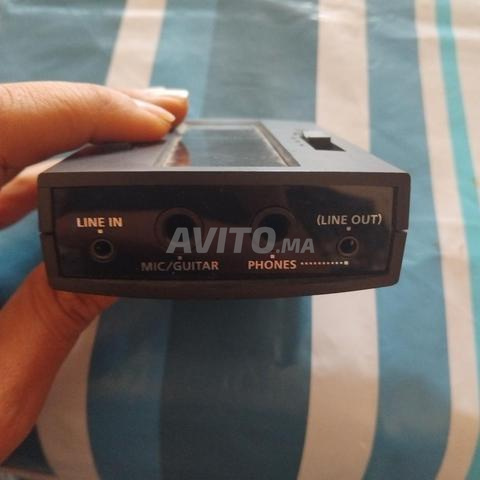 LINE IN
(LINE OUT)
AVITO.MA
MIC/GUITAR
PHONES